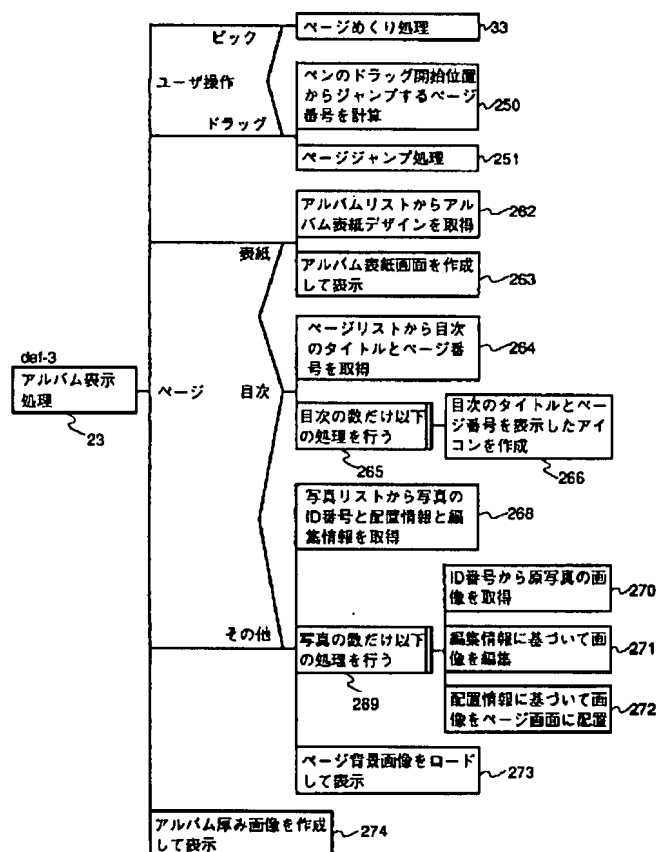 ピック
ページめくり処理
33
ユーザ操作
ペンのドラッグ開始位置
からジャンプするページ
番号を計算
250
ドラッグ
ページジャンプ処理
251
アルバムリストからアル
バム表紙デザインを取得
262
表紙
アルバム表紙画面を作成
して表示
263
ページリストから目次
のタイトルとページ番
号を取得
264
def-3
アルバム表示
処理
23
ページ
目次
目次の数だけ以下
の処理を行う
265
目次のタイトルとペー
ジ番号を表示したアイ
コンを作成
266
写真リストから写真の
ID番号と配置情報と編
集情報を取得
268
ID番号から原写真の画
像を取得
270
その他
写真の数だけ以下
の処理を行う
269
編集情報に基づいて画
像を編集
271
配置情報に基づいて画
像をページ画面に配置
272
ページ背景画像をロード
して表示
273
アルバム厚み画像を作成
して表示
274